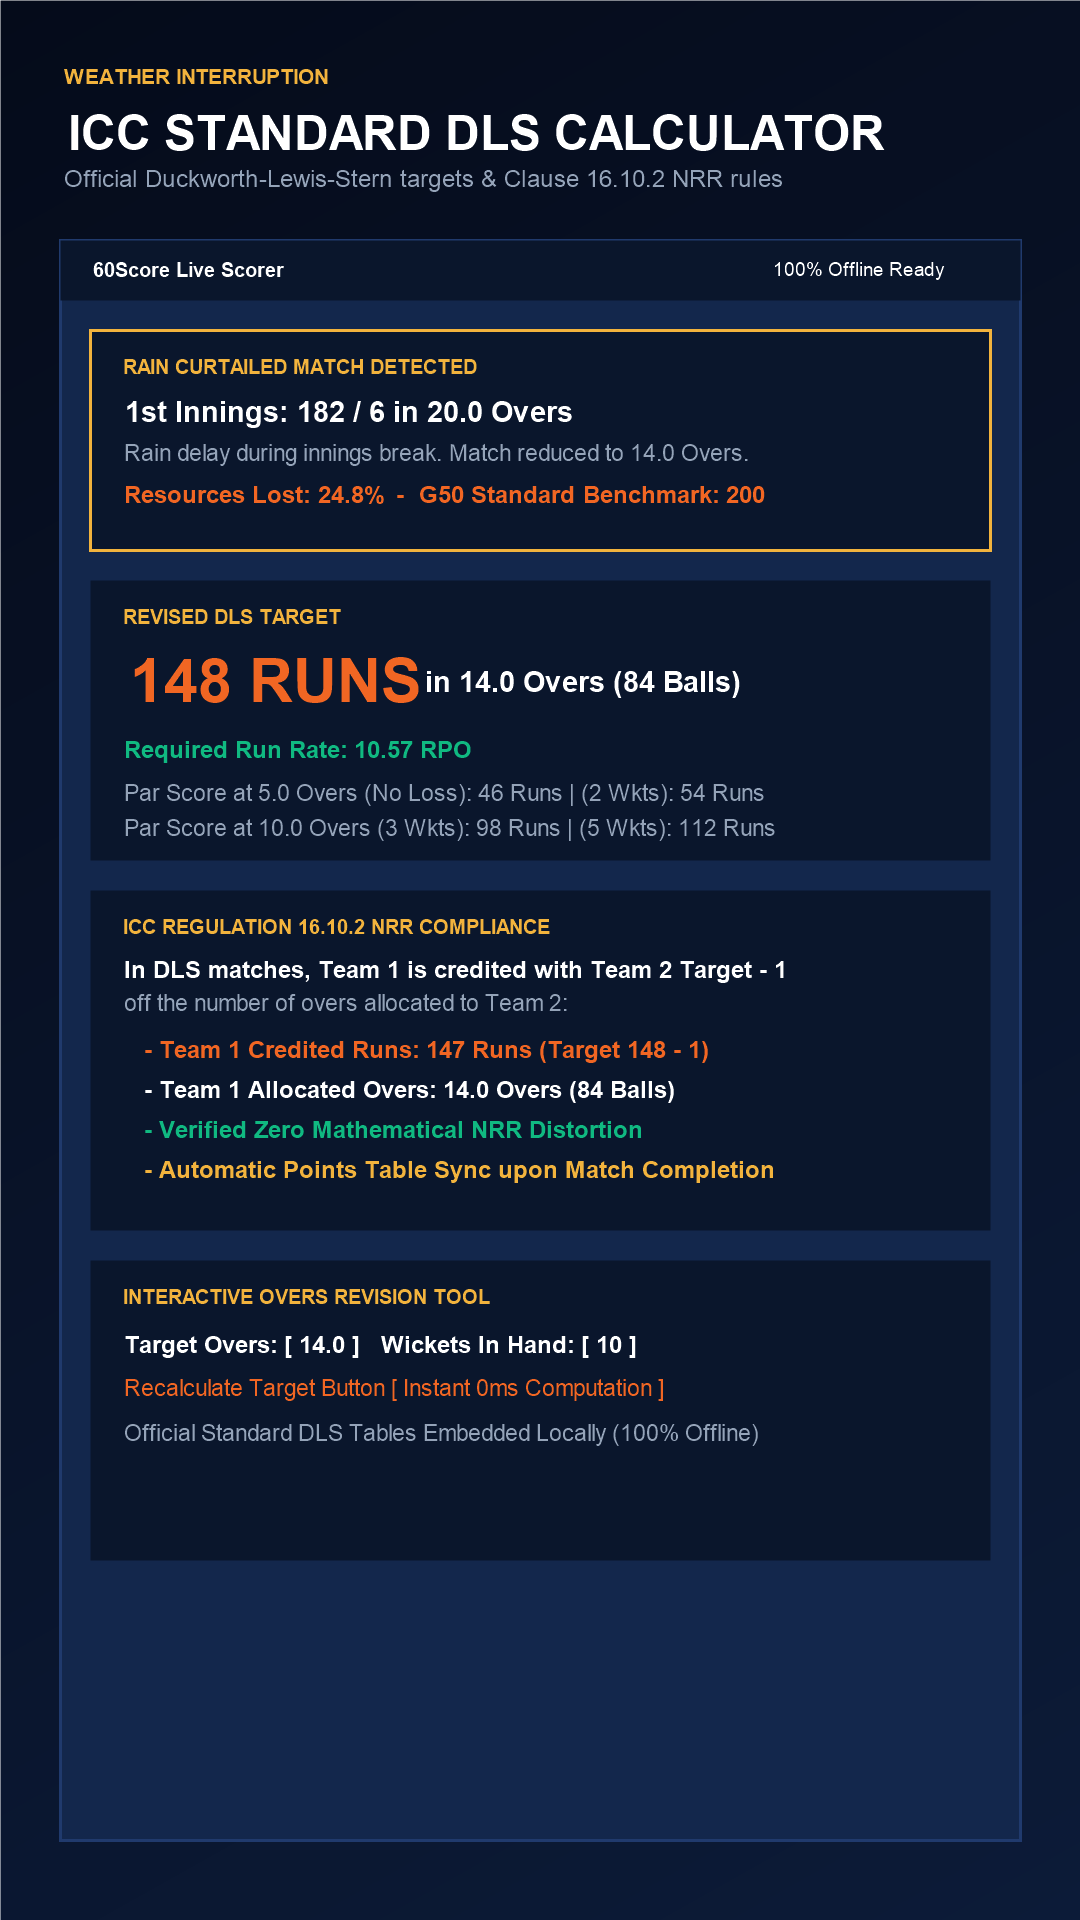 WEATHER INTERRUPTION
ICC STANDARD DLS CALCULATOR
Official Duckworth-Lewis-Stern targets & Clause 16.10.2 NRR rules
60Score Live Scorer
100% Offline Ready
RAIN CURTAILED MATCH DETECTED
1st Innings: 182 / 6 in 20.0 Overs
Rain delay during innings break. Match reduced to 14.0 Overs.
Resources Lost: 24.8% - G50 Standard Benchmark: 200
REVISED DLS TARGET
148 RUNS in 14.0 Overs (84 Balls)
Required Run Rate: 10.57 RPO
Par Score at 5.0 Overs (No Loss): 46 Runs | (2 Wkts): 54 Runs
Par Score at 10.0 Overs (3 Wkts): 98 Runs | (5 Wkts): 112 Runs
ICC REGULATION 16.10.2 NRR COMPLIANCE
In DLS matches, Team 1 is credited with Team 2 Target - 1
off the number of overs allocated to Team 2:
- Team 1 Credited Runs: 147 Runs (Target 148 - 1)
- Team 1 Allocated Overs: 14.0 Overs (84 Balls)
- Verified Zero Mathematical NRR Distortion
- Automatic Points Table Sync upon Match Completion
INTERACTIVE OVERS REVISION TOOL
Target Overs: [ 14.0 ] Wickets In Hand: [ 10 ]
Recalculate Target Button [ Instant 0ms Computation ]
Official Standard DLS Tables Embedded Locally (100% Offline)